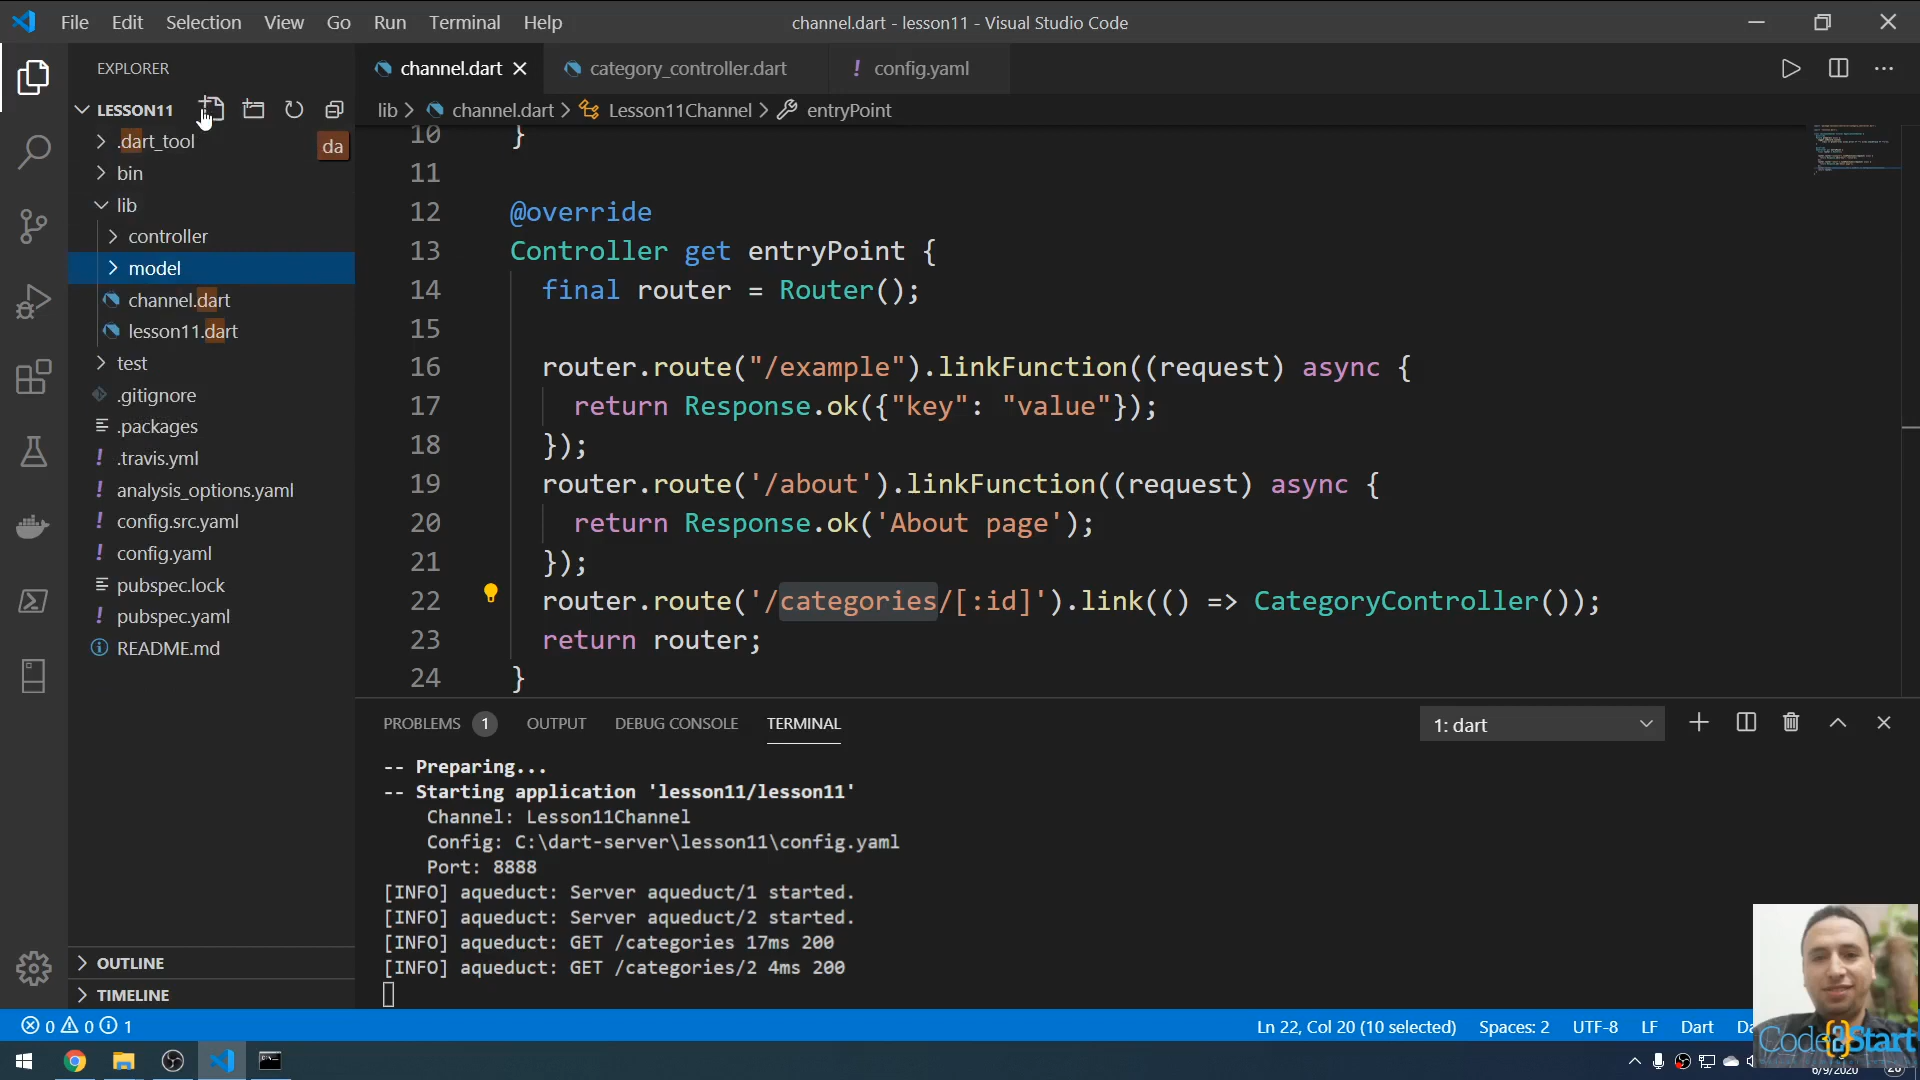 File Edit Selection View Go Run Terminal Help
channel.dart - lesson11 - Visual Studio Code
EXPLORER
LESSON11
.dart_tool
da
bin
lib
controller
model
channel.dart
lesson11.dart
test
.gitignore
.packages
.travis.yml
analysis_options.yaml
config.src.yaml
config.yaml
pubspec.lock
pubspec.yaml
README.md
OUTLINE
TIMELINE
channel.dart
category_controller.dart
! config.yaml
lib > channel.dart > Lesson11Channel > entryPoint
10 }
11
12 @override
13 Controller get entryPoint {
14 final router = Router();
15
16 router.route("/example").linkFunction((request) async {
17 return Response.ok({"key": "value"});
18 });
19 router.route('/about').linkFunction((request) async {
20 return Response.ok('About page');
21 });
22 router.route('/categories/[:id]').link(() => CategoryController());
23 return router;
24 }
PROBLEMS 1 OUTPUT DEBUG CONSOLE TERMINAL
1: dart
-- Preparing...
-- Starting application 'lesson11/lesson11'
Channel: Lesson11Channel
Config: C:\dart-server\lesson11\config.yaml
Port: 8888
[INFO] aqueduct: Server aqueduct/1 started.
[INFO] aqueduct: Server aqueduct/2 started.
[INFO] aqueduct: GET /categories 17ms 200
[INFO] aqueduct: GET /categories/2 4ms 200
0 0 1
Ln 22, Col 20 (10 selected) Spaces: 2 UTF-8 LF Dart
Code{2}Start
6/9/2020